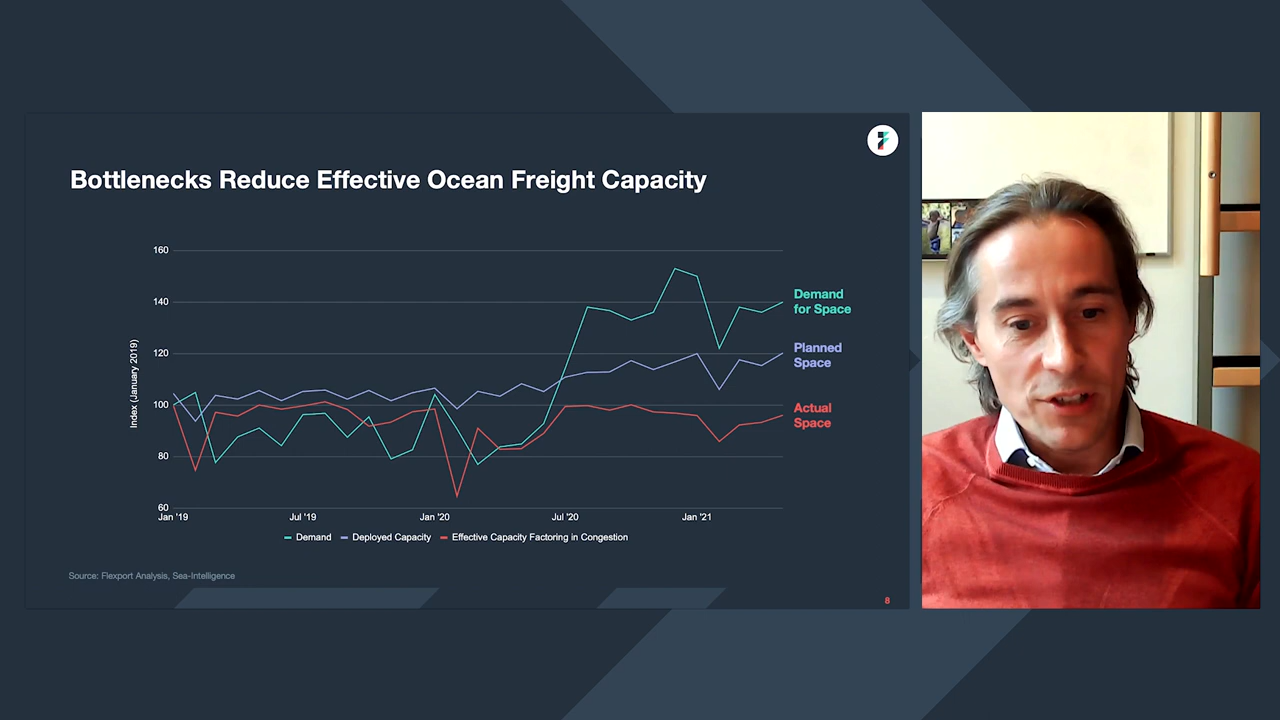 Bottlenecks Reduce Effective Ocean Freight Capacity
160
140
120
100
80
60
Index (January 2019)
Jan '19
Jul '19
Jan '20
Jul '20
Jan '21
Demand
for Space
Planned
Space
Actual
Space
Demand
Deployed Capacity
Effective Capacity Factoring in Congestion
Source: Flexport Analysis, Sea-Intelligence
8